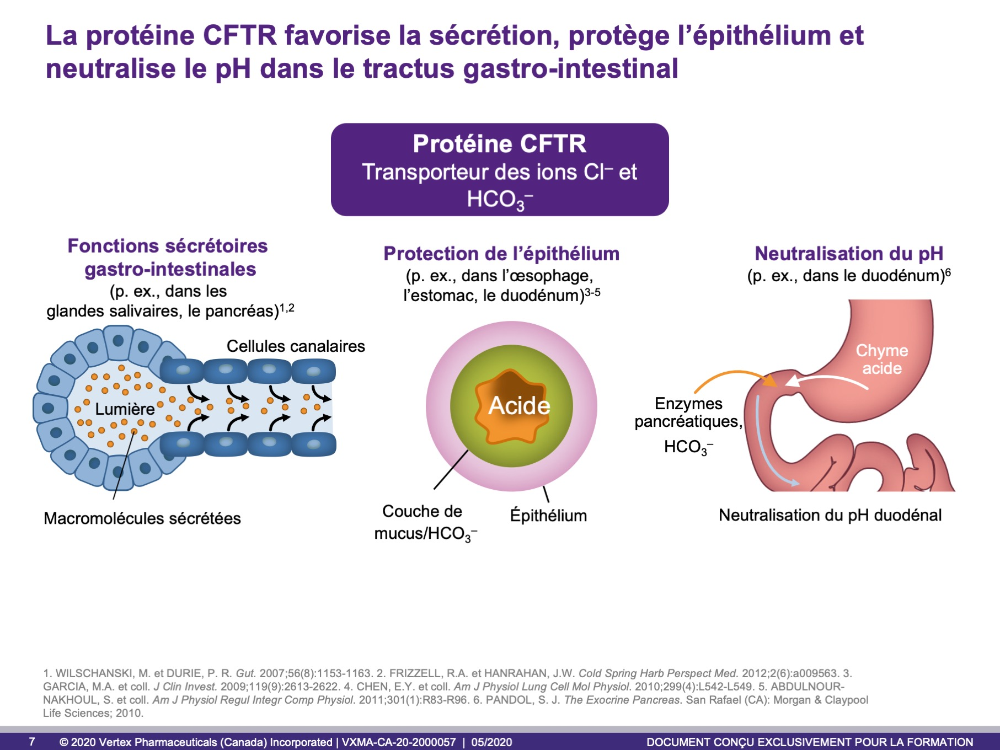 La protéine CFTR favorise la sécrétion, protège l’épithélium et
neutralise le pH dans le tractus gastro-intestinal
Protéine CFTR
Transporteur des ions Cl⁻ et
HCO₃⁻
Fonctions sécrétoires
gastro-intestinales
(p. ex., dans les
glandes salivaires, le pancréas)¹,²
Cellules canalaires
Lumière
Macromolécules sécrétées
Protection de l’épithélium
(p. ex., dans l’œsophage,
l’estomac, le duodénum)³⁻⁵
Acide
Couche de
mucus/HCO₃⁻
Épithélium
Neutralisation du pH
(p. ex., dans le duodénum)⁶
Chyme
acide
Enzymes
pancréatiques,
HCO₃⁻
Neutralisation du pH duodénal
1. WILSCHANSKI, M. et DURIE, P. R. Gut. 2007;56(8):1153-1163. 2. FRIZZELL, R.A. et HANRAHAN, J.W. Cold Spring Harb Perspect Med. 2012;2(6):a009563. 3.
GARCIA, M.A. et coll. J Clin Invest. 2009;119(9):2613-2622. 4. CHEN, E.Y. et coll. Am J Physiol Lung Cell Mol Physiol. 2010;299(4):L542-L549. 5. ABDULNOUR-
NAKHOUL, S. et coll. Am J Physiol Regul Integr Comp Physiol. 2011;301(1):R83-R96. 6. PANDOL, S. J. The Exocrine Pancreas. San Rafael (CA): Morgan & Claypool
Life Sciences; 2010.
7 © 2020 Vertex Pharmaceuticals (Canada) Incorporated | VXMA-CA-20-2000057 | 05/2020 DOCUMENT CONÇU EXCLUSIVEMENT POUR LA FORMATION